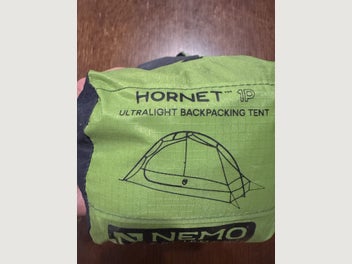 HORNET™ 1P
ULTRALIGHT BACKPACKING TENT
NEMO